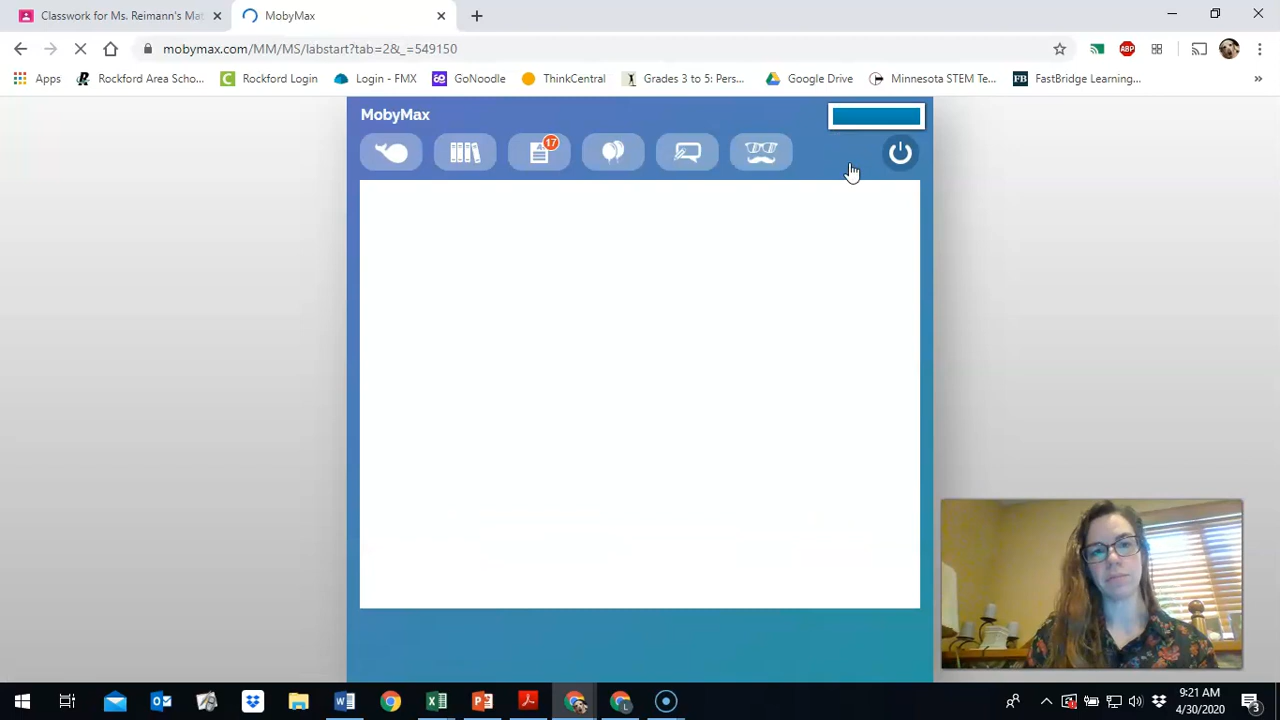 Classwork for Ms. Reimann's Mat
MobyMax
mobymax.com/MM/MS/labstart?tab=2&_=549150
ABP
Apps
Rockford Area Scho...
Rockford Login
Login - FMX
GoNoodle
ThinkCentral
Grades 3 to 5: Pers...
Google Drive
Minnesota STEM Te...
FB
FastBridge Learning...
»
MobyMax
17
9:21 AM
4/30/2020
3